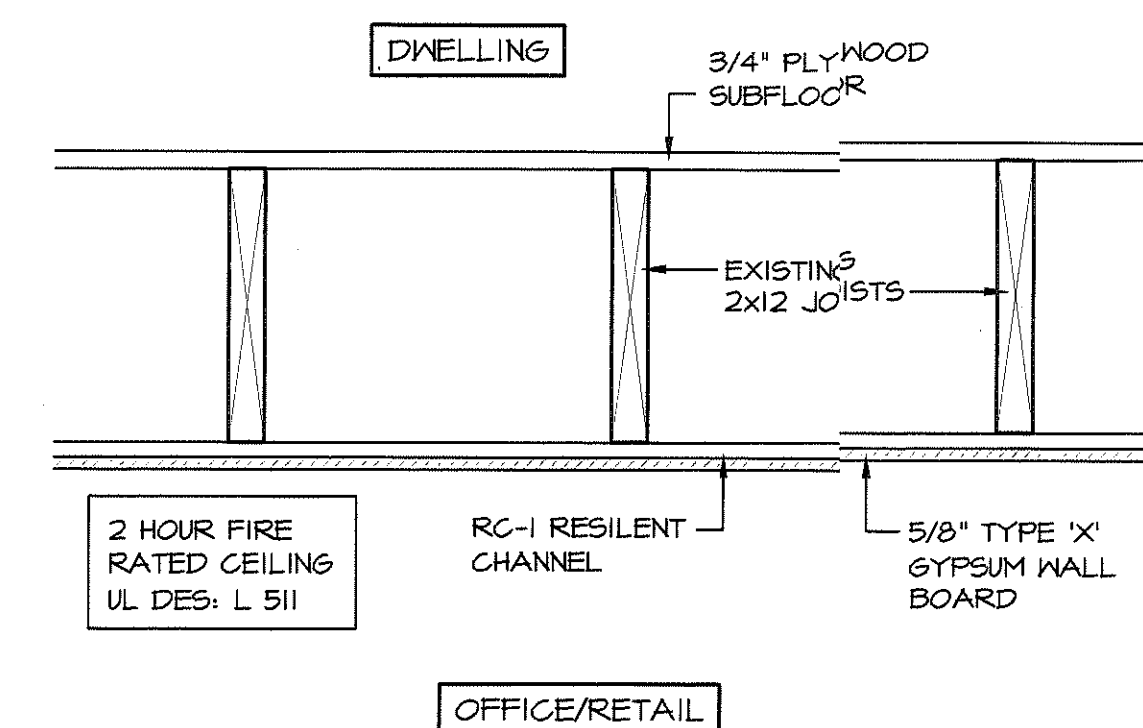 DWELLING
3/4" PLYWOOD
SUBFLOOR
EXISTING
2x12 JOISTS
2 HOUR FIRE
RATED CEILING
UL DES: L 511
RC-1 RESILENT
CHANNEL
5/8" TYPE 'X'
GYPSUM WALL
BOARD
OFFICE/RETAIL